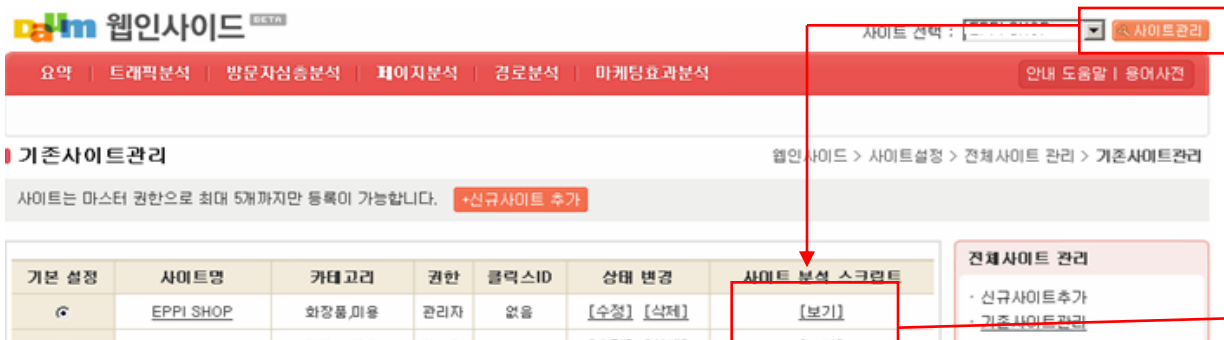 Daum 웹인사이드 BETA
사이트 선택 : EPPI SHOP 사이트관리
요약 | 트래픽분석 | 방문자심층분석 | 페이지분석 | 경로분석 | 마케팅효과분석 안내 도움말 | 용어사전
기존사이트관리
웹인사이드 > 사이트설정 > 전체사이트 관리 > 기존사이트관리
사이트는 마스터 권한으로 최대 5개까지만 등록이 가능합니다. +신규사이트 추가
기본 설정 사이트명 카테고리 권한 클릭스ID 상태 변경 사이트 분석 스크립트
EPPI SHOP 화장품,미용 관리자 없음 [수정] [삭제] [보기]
전체사이트 관리
· 신규사이트추가
· 기존사이트관리